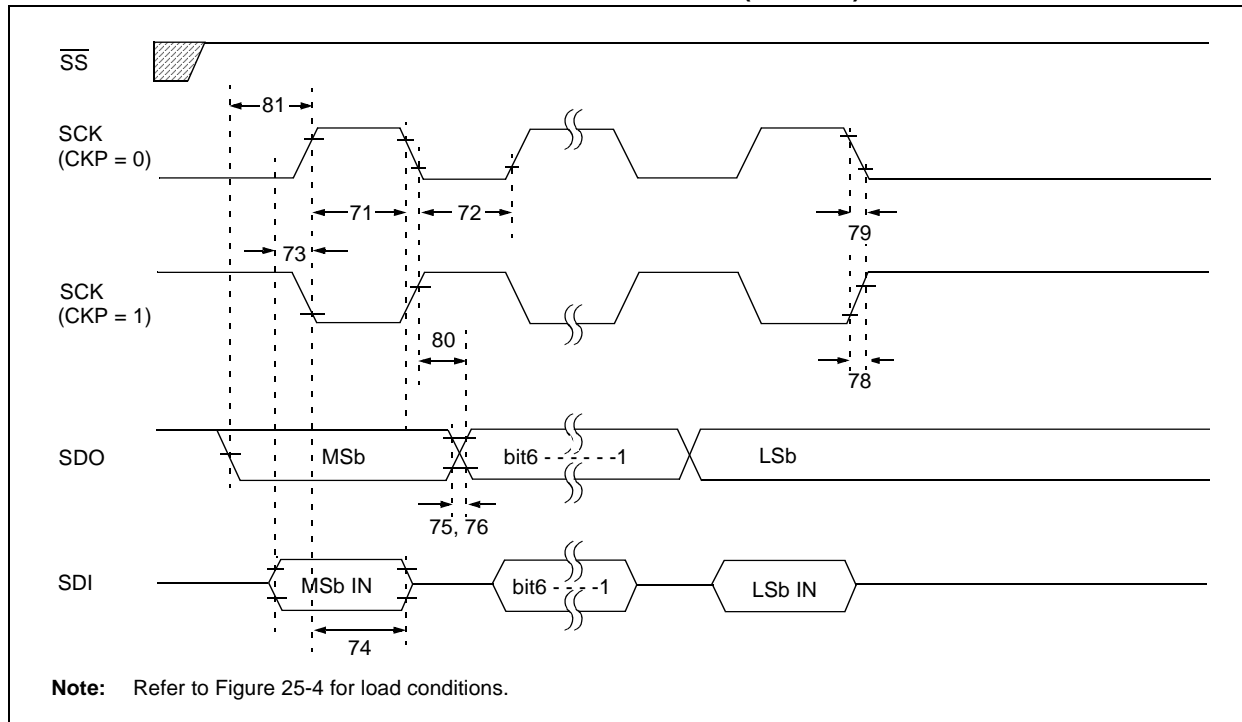 SS
81
SCK
(CKP = 0)
71
72
79
73
SCK
(CKP = 1)
80
78
SDO
MSb
bit6 - - - - - -1
LSb
75, 76
SDI
MSb IN
bit6 - - - -1
LSb IN
74
Note: Refer to Figure 25-4 for load conditions.